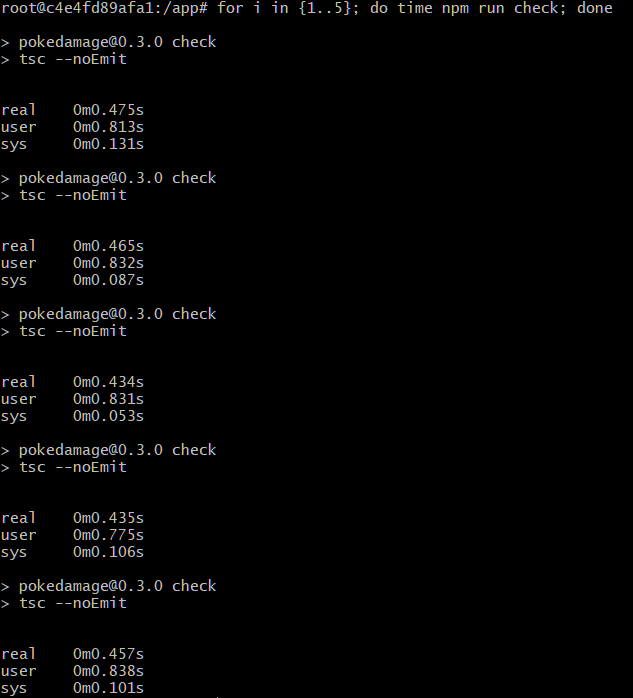 root@c4e4fd89afa1:/app# for i in {1..5}; do time npm run check; done
> pokedamage@0.3.0 check
> tsc --noEmit
real 0m0.475s
user 0m0.813s
sys 0m0.131s
> pokedamage@0.3.0 check
> tsc --noEmit
real 0m0.465s
user 0m0.832s
sys 0m0.087s
> pokedamage@0.3.0 check
> tsc --noEmit
real 0m0.434s
user 0m0.831s
sys 0m0.053s
> pokedamage@0.3.0 check
> tsc --noEmit
real 0m0.435s
user 0m0.775s
sys 0m0.106s
> pokedamage@0.3.0 check
> tsc --noEmit
real 0m0.457s
user 0m0.838s
sys 0m0.101s